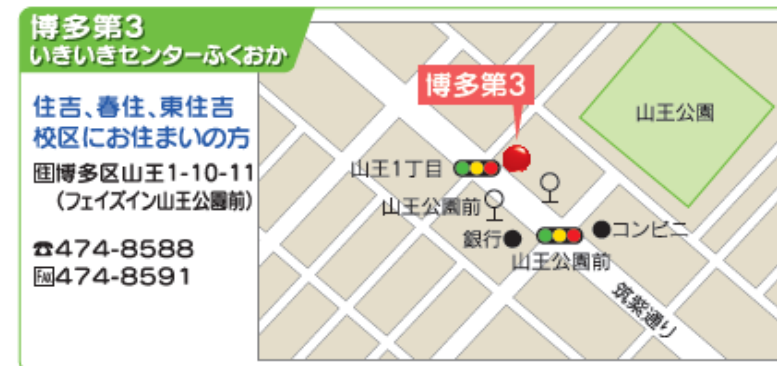 博多第3
いきいきセンターふくおか
住吉、春住、東住吉
校区にお住まいの方
住博多区山王1-10-11
(フェイズイン山王公園前)
☎474-8588
FAX474-8591
博多第3
山王公園
山王1丁目
山王公園前
銀行
コンビニ
山王公園前
筑紫通り